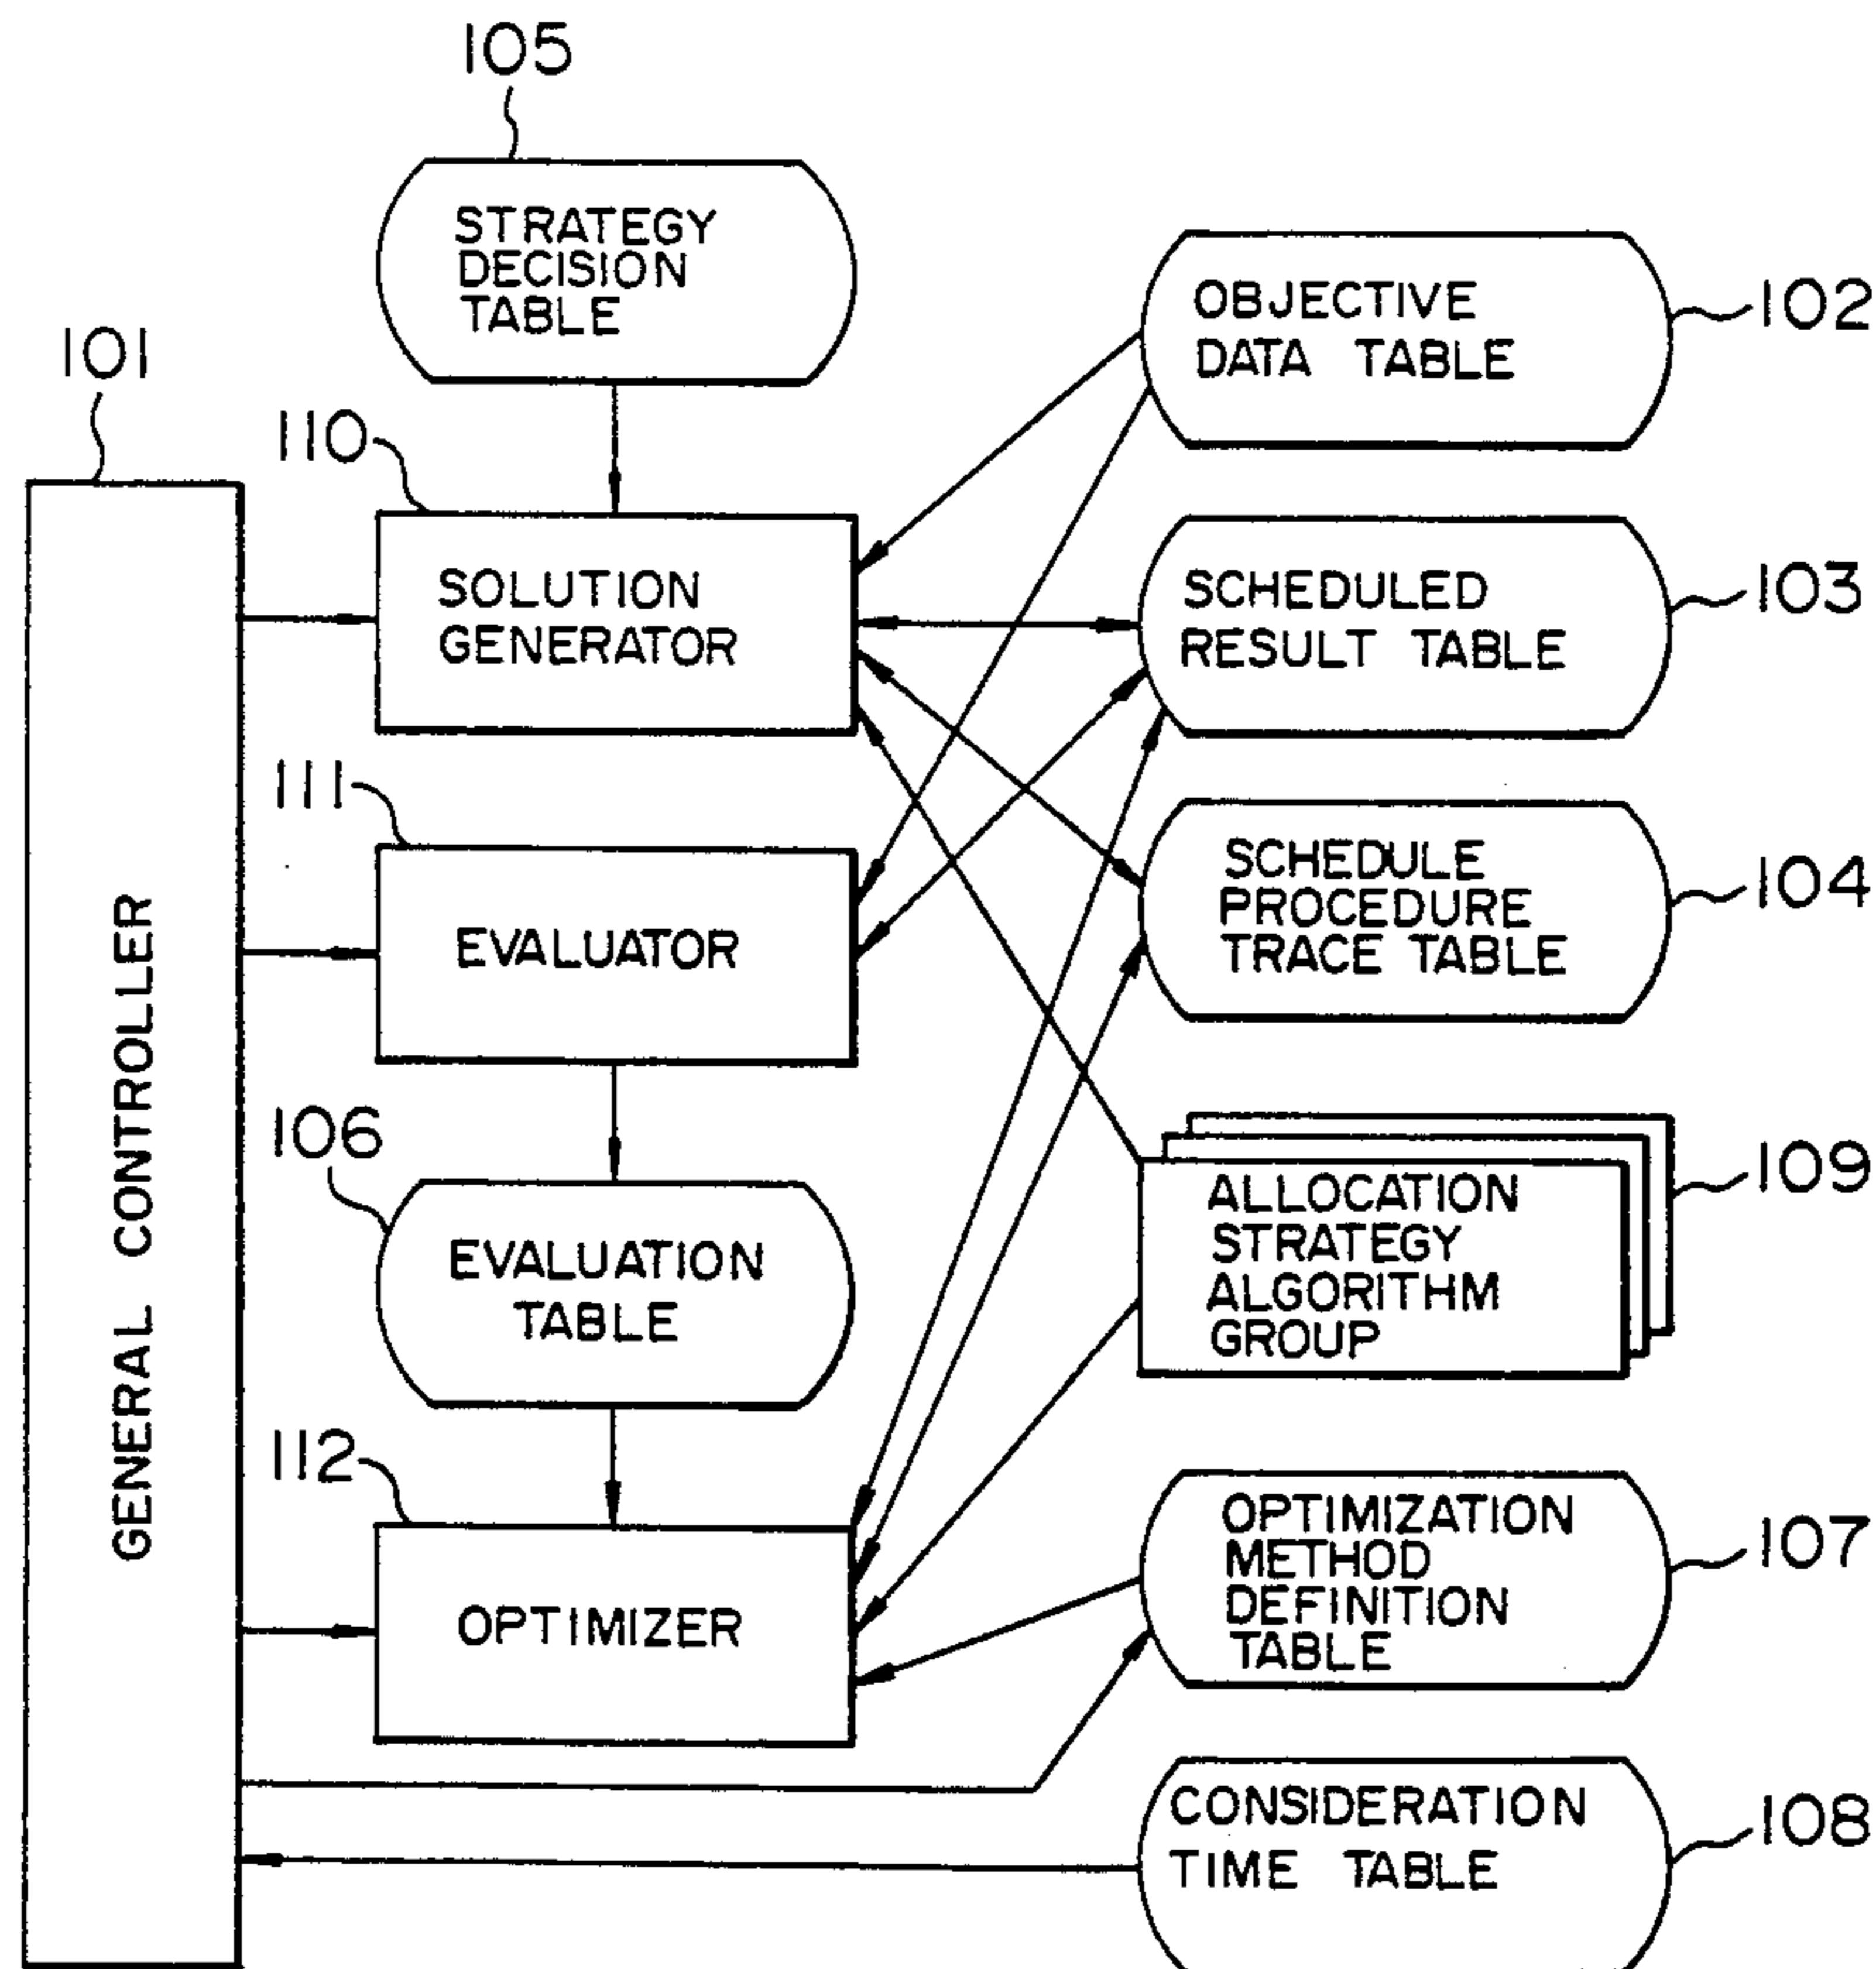 105
STRATEGY
DECISION
TABLE
OBJECTIVE
DATA TABLE
102
101
110
SOLUTION
GENERATOR
SCHEDULED
RESULT TABLE
103
111
EVALUATOR
SCHEDULE
PROCEDURE
TRACE TABLE
104
GENERAL CONTROLLER
106
EVALUATION
TABLE
ALLOCATION
STRATEGY
ALGORITHM
GROUP
109
112
OPTIMIZER
OPTIMIZATION
METHOD
DEFINITION
TABLE
107
CONSIDERATION
TIME TABLE
108